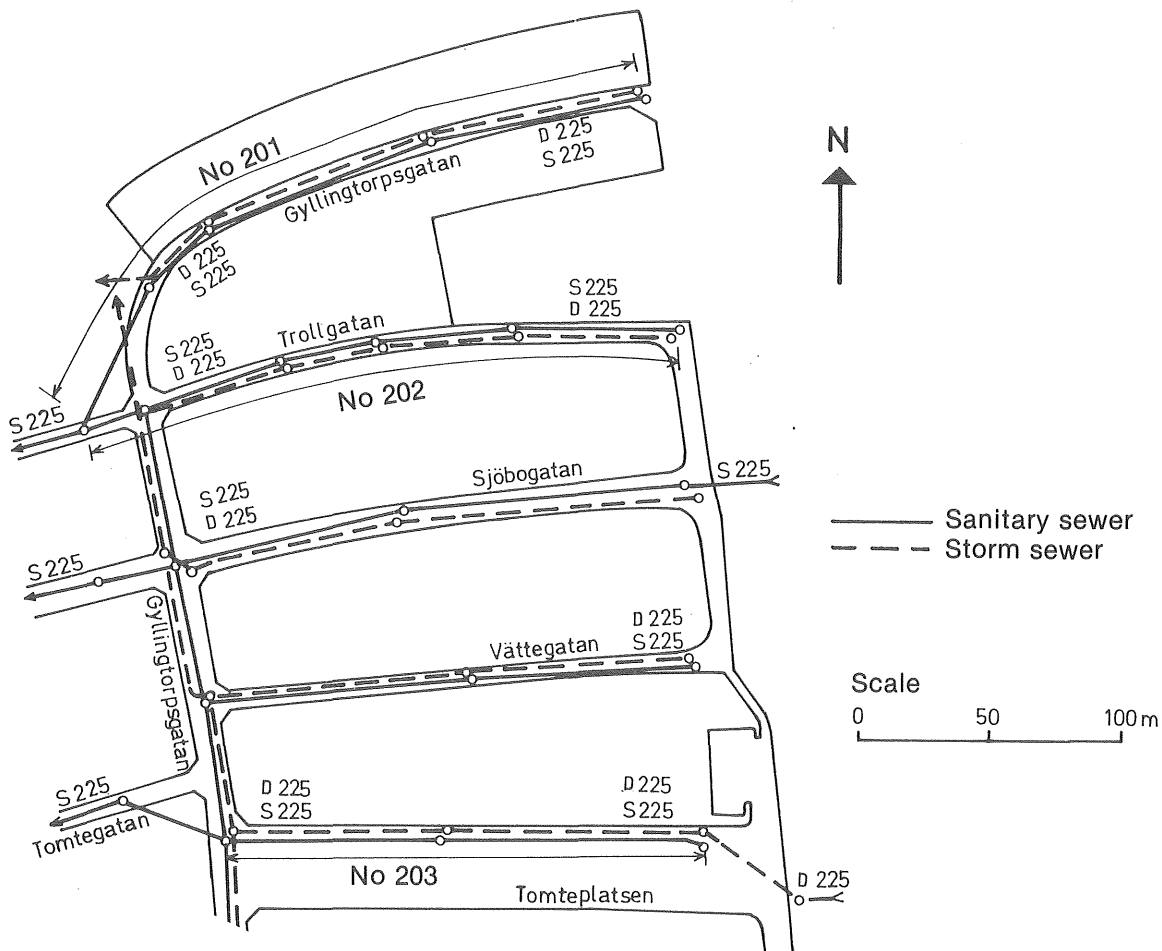 No 201
D 225
S 225
Gyllingtorpsgatan
N
D 225
S 225
S 225
D 225
Trollgatan
S 225
D 225
No 202
S 225
Sjöbogatan
S 225
S 225
D 225
Sanitary sewer
Storm sewer
S 225
Gyllingtorpsgatan
D 225
S 225
Vättegatan
Scale
0 50 100 m
S 225
Tomtegatan
D 225
S 225
D 225
S 225
No 203
D 225
Tomteplatsen